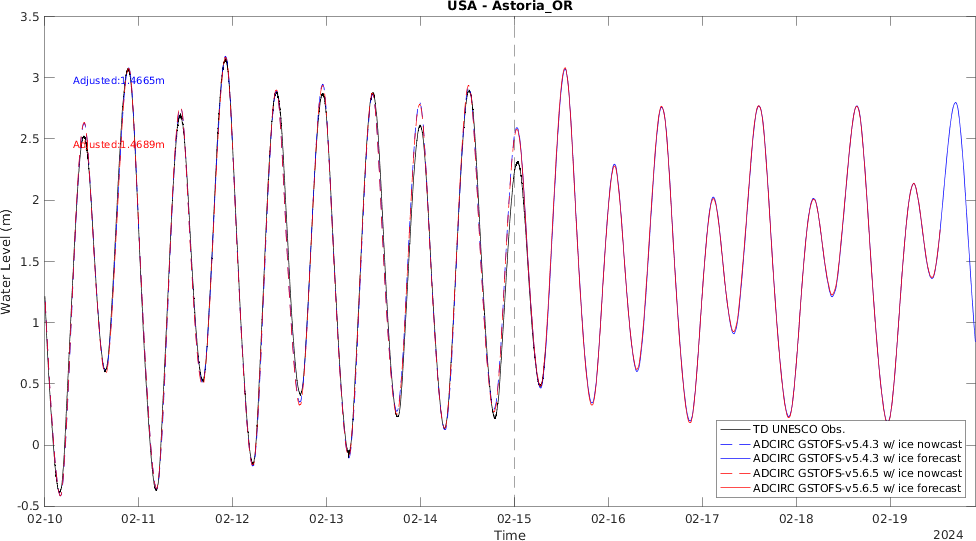 USA - Astoria_OR
3.5
3
2.5
2
1.5
1
0.5
0
-0.5
Water Level (m)
Adjusted:1.4665m
Adjusted:1.4689m
TD UNESCO Obs.
ADCIRC GSTOFS-v5.4.3 w/ ice nowcast
ADCIRC GSTOFS-v5.4.3 w/ ice forecast
ADCIRC GSTOFS-v5.6.5 w/ ice nowcast
ADCIRC GSTOFS-v5.6.5 w/ ice forecast
02-10 02-11 02-12 02-13 02-14 02-15 02-16 02-17 02-18 02-19
Time
2024